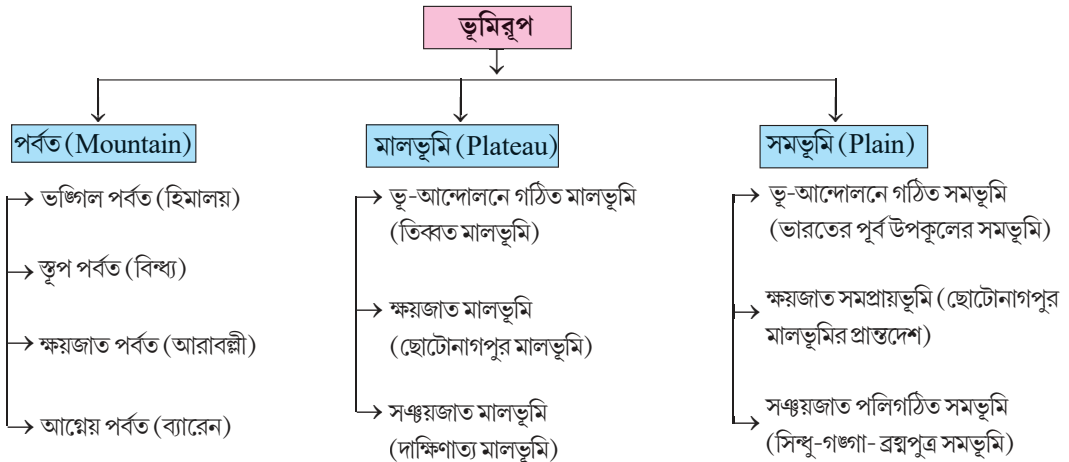 ভূমিরূপ
পর্বত (Mountain)
ভঙ্গিল পর্বত (হিমালয়)
স্তূপ পর্বত (বিন্ধ্য)
ক্ষয়জাত পর্বত (আরাবল্লী)
আগ্নেয় পর্বত (ব্যারেন)
মালভূমি (Plateau)
ভূ-আন্দোলনে গঠিত মালভূমি
(তিব্বত মালভূমি)
ক্ষয়জাত মালভূমি
(ছোটোনাগপুর মালভূমি)
সঞ্চয়জাত মালভূমি
(দাক্ষিণাত্য মালভূমি)
সমভূমি (Plain)
ভূ-আন্দোলনে গঠিত সমভূমি
(ভারতের পূর্ব উপকূলের সমভূমি)
ক্ষয়জাত সমপ্রায়ভূমি (ছোটোনাগপুর
মালভূমির প্রান্তদেশ)
সঞ্চয়জাত পলিগঠিত সমভূমি
(সিন্ধু-গঙ্গা- ব্রহ্মপুত্র সমভূমি)